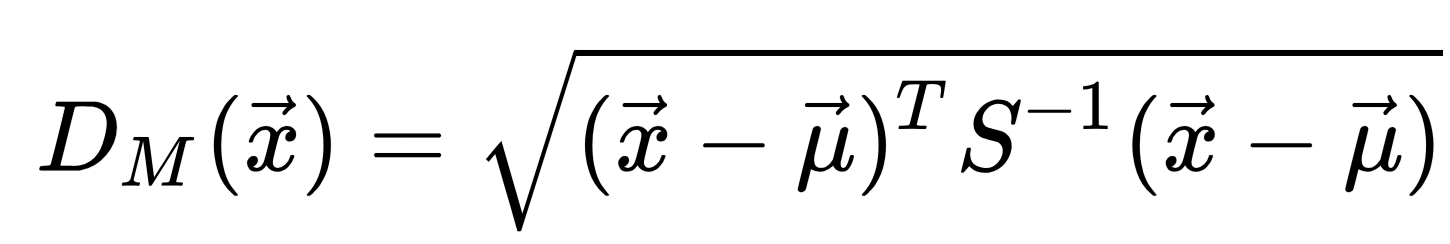 $D_M(\vec{x}) = \sqrt{(\vec{x} - \vec{\mu})^T S^{-1} (\vec{x} - \vec{\mu})}$